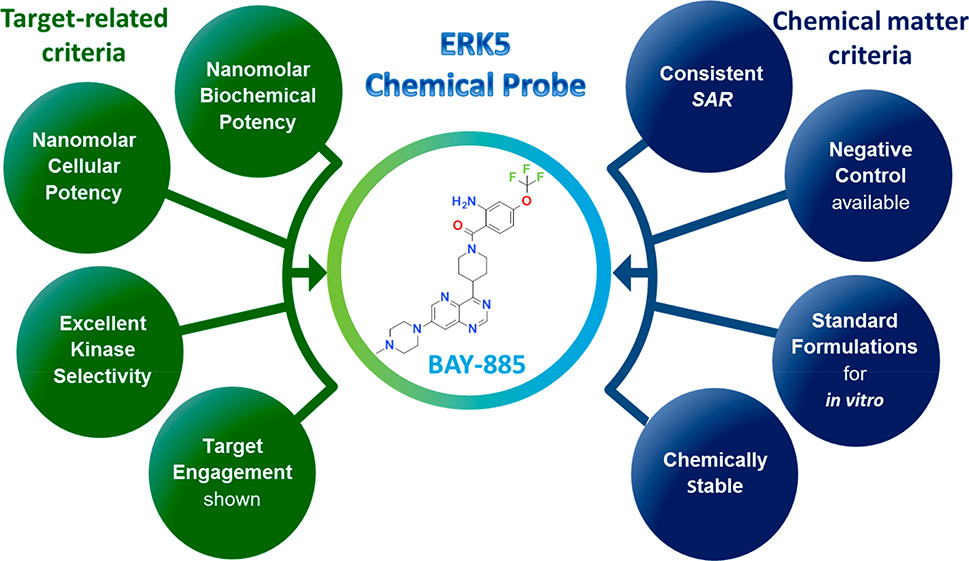 Target-related
criteria
Nanomolar
Biochemical
Potency
Nanomolar
Cellular
Potency
Excellent
Kinase
Selectivity
Target
Engagement
shown
ERK5
Chemical Probe
F
F
F
H₂N
O
O
N
N
N
N
N
N
BAY-885
Chemical matter
criteria
Consistent
SAR
Negative
Control
available
Standard
Formulations
for
in vitro
Chemically
Stable